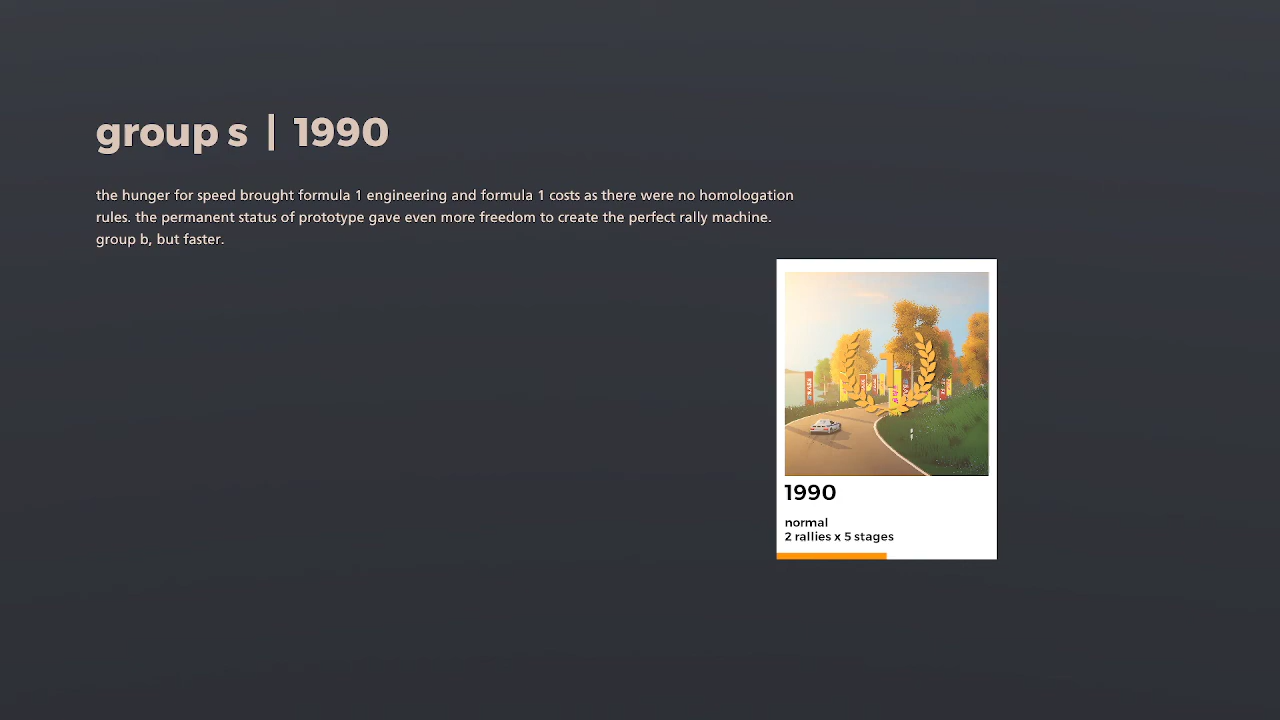 group s | 1990
the hunger for speed brought formula 1 engineering and formula 1 costs as there were no homologation
rules. the permanent status of prototype gave even more freedom to create the perfect rally machine.
group b, but faster.
1
1990
normal
2 rallies x 5 stages